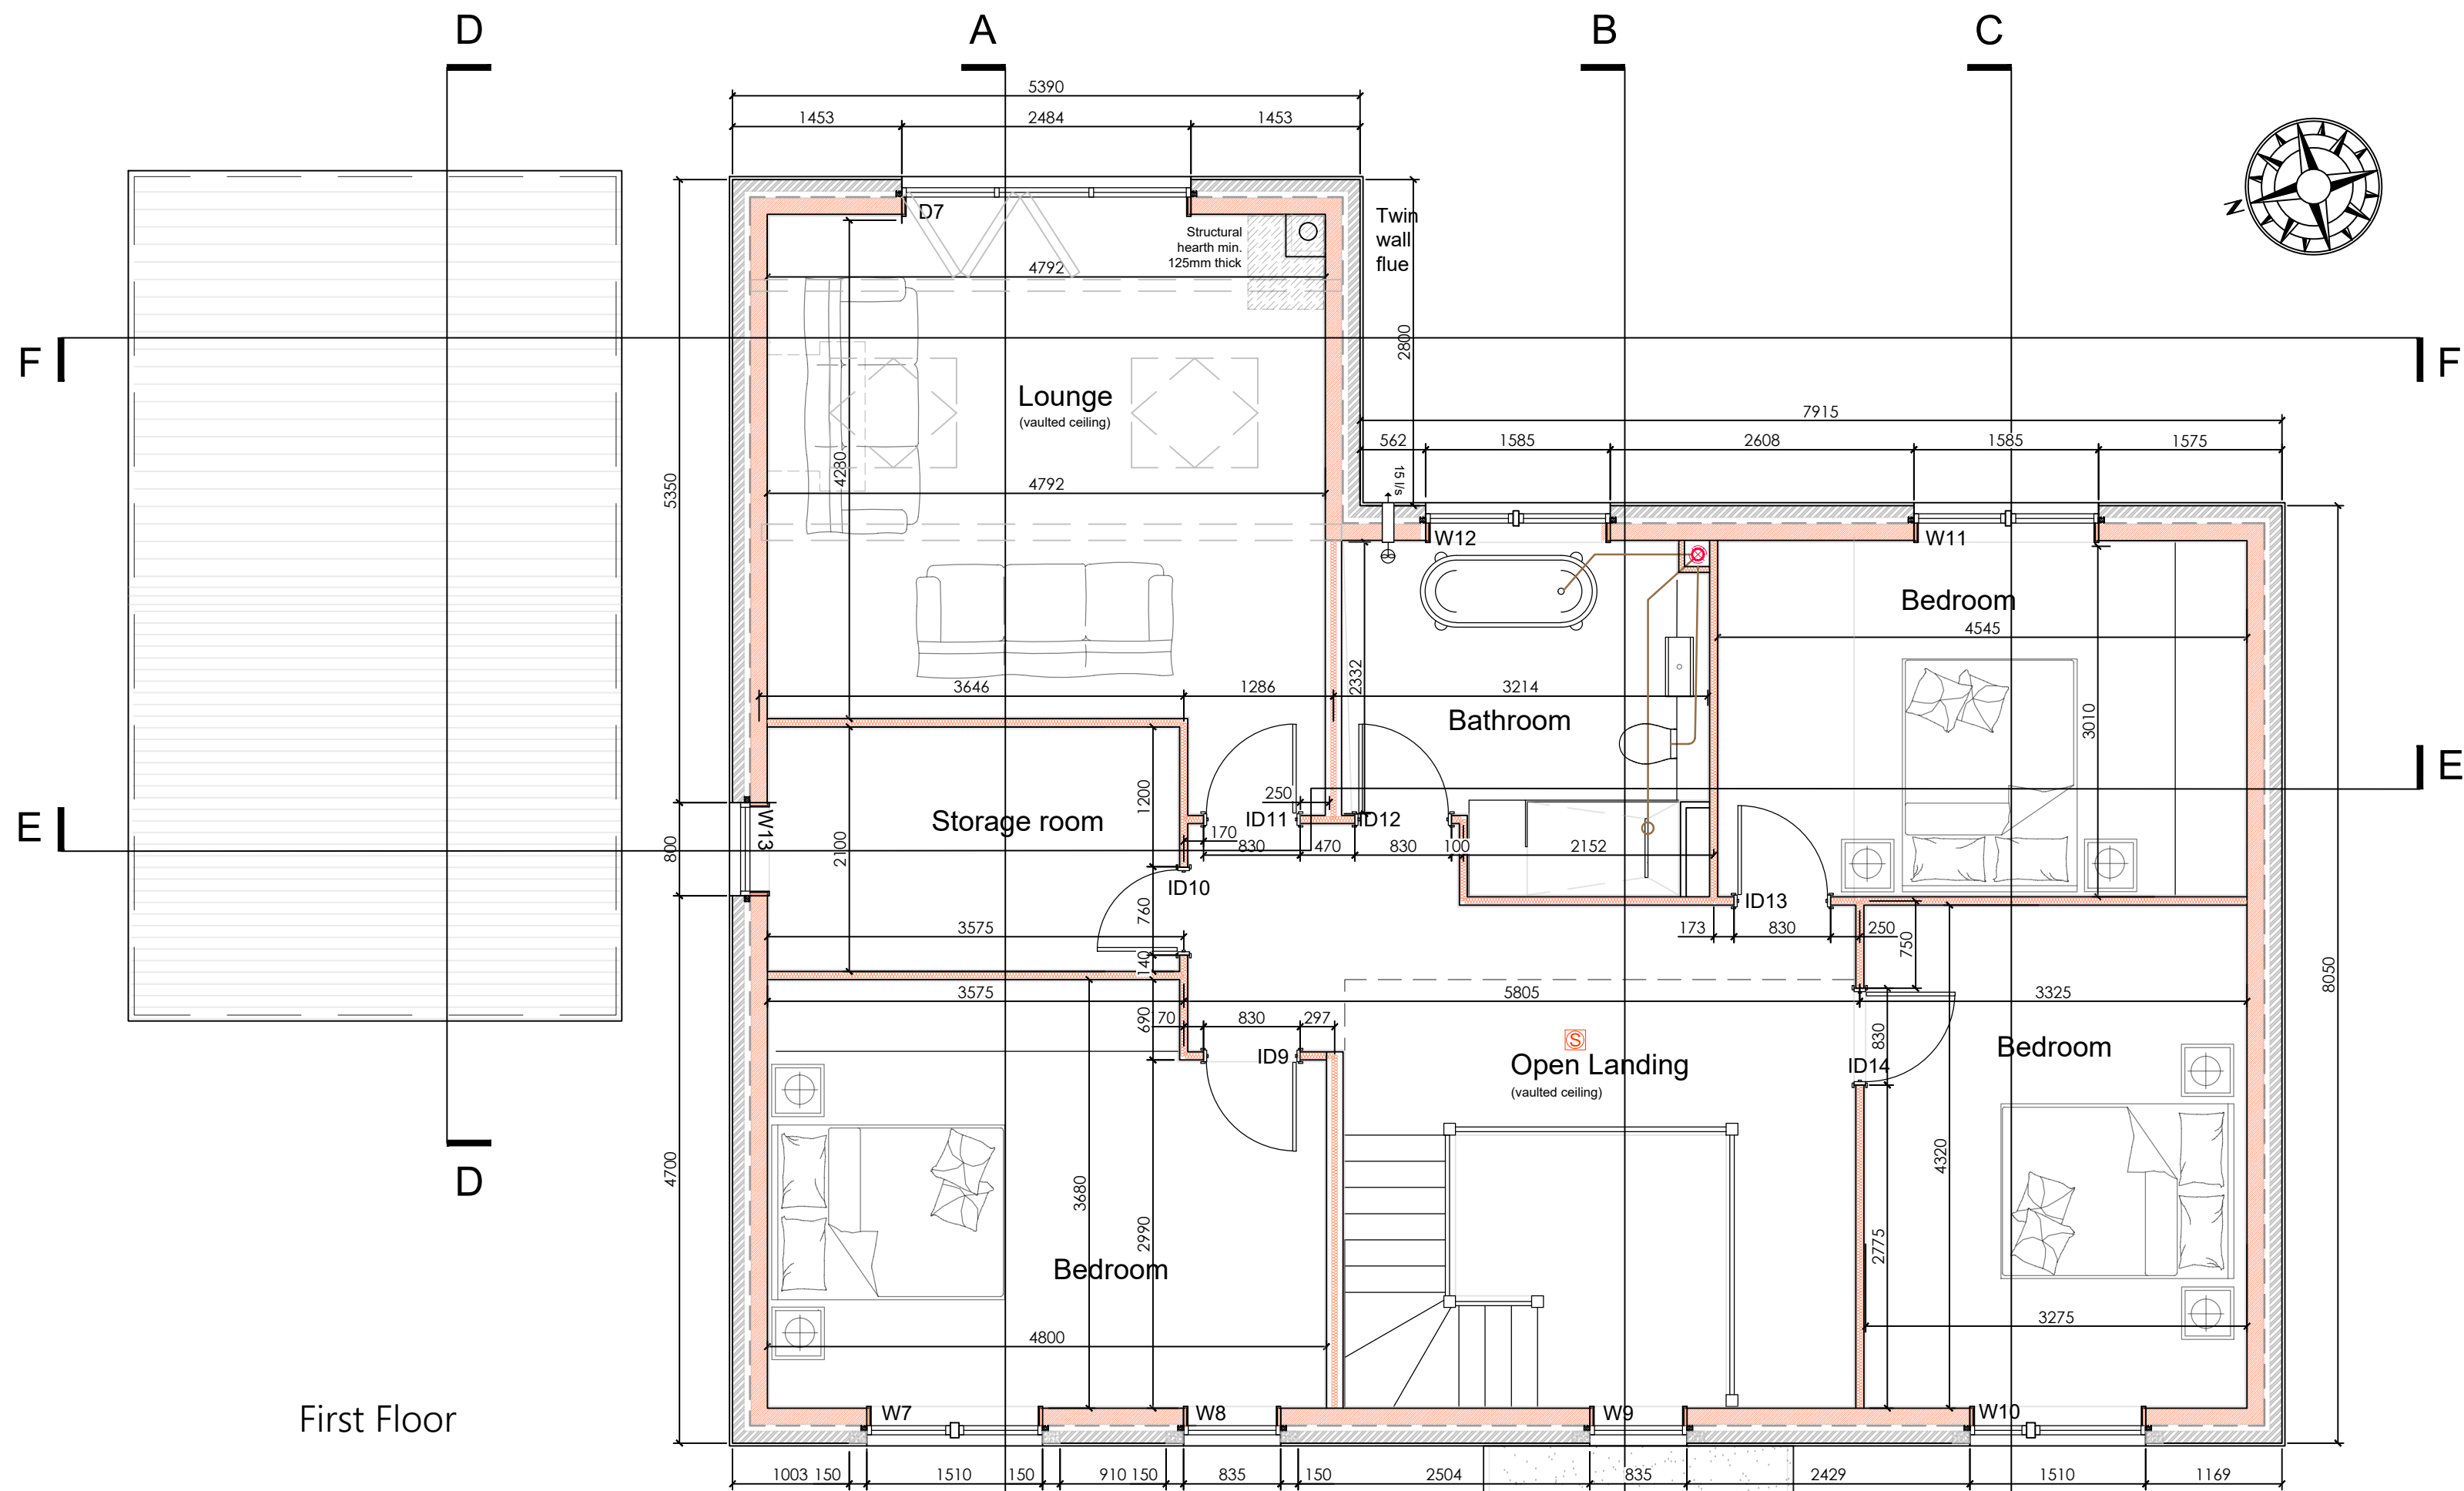 D
A
B
C
5390
1453
2484
1453
D7
Structural
hearth min.
125mm thick
Twin
wall
flue
N
4792
F
F
2800
Lounge
(vaulted ceiling)
7915
562
1585
2608
1585
1575
15 l/s
4280
5350
4792
W12
W11
Bedroom
4545
2332
3646
1286
3214
Bathroom
3010
E
E
W13
Storage room
1200
250
ID11
ID12
170
830
470
830
100
2152
800
2100
ID10
760
ID13
173
830
250
750
3575
140
3575
5805
3325
8050
690
70
830
297
ID9
S
Open Landing
(vaulted ceiling)
830
ID14
Bedroom
D
4700
3680
2990
4320
2775
Bedroom
4800
3275
First Floor
W7
W8
W9
W10
1003
150
1510
150
910
150
835
150
2504
835
2429
1510
1169